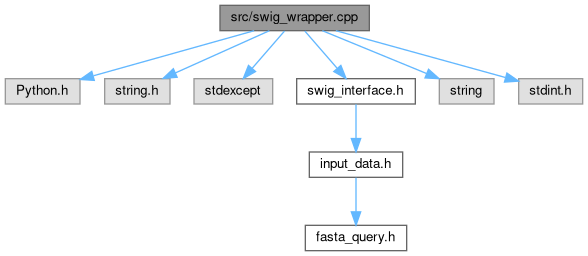 src/swig_wrapper.cpp
Python.h
string.h
stdexcept
swig_interface.h
string
stdint.h
input_data.h
fasta_query.h